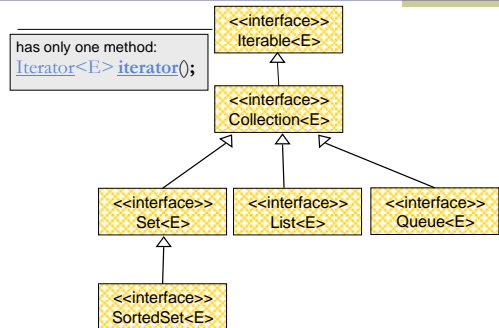 <<interface>>
Iterable<E>
has only one method:
Iterator<E> iterator();
<<interface>>
Collection<E>
<<interface>>
Set<E>
<<interface>>
List<E>
<<interface>>
Queue<E>
<<interface>>
SortedSet<E>